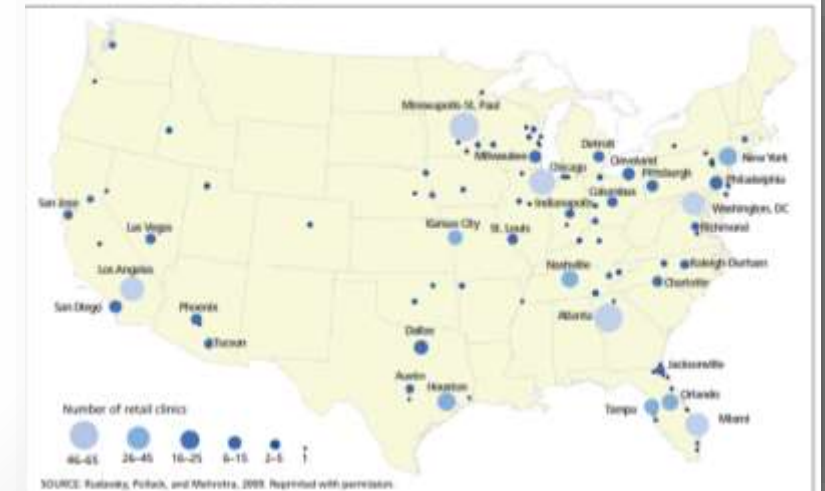 Minneapolis-St. Paul
Milwaukee
Detroit
Chicago
Cleveland
New York
Pittsburgh
Philadelphia
Columbus
Indianapolis
Washington, DC
San Jose
Las Vegas
Kansas City
St. Louis
Richmond
Los Angeles
Nashville
Raleigh-Durham
Charlotte
San Diego
Phoenix
Atlanta
Tucson
Dallas
Austin
Houston
Jacksonville
Orlando
Tampa
Miami
Number of retail clinics
46–65 26–45 16–25 6–15 2–5 1
SOURCE: Rudavsky, Pollack, and Mehrotra, 2009. Reprinted with permission.